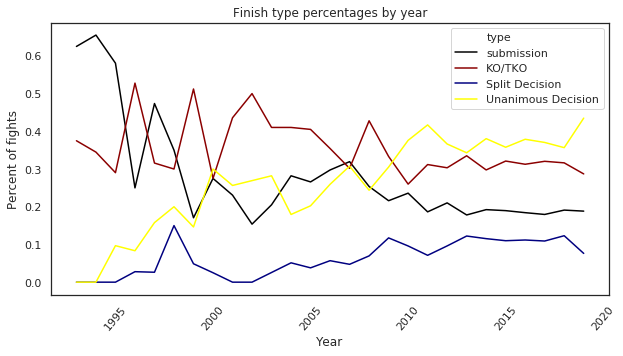 Finish type percentages by year
type
submission
KO/TKO
Split Decision
Unanimous Decision
Percent of fights
0.6
0.5
0.4
0.3
0.2
0.1
0.0
1995
2000
2005
2010
2015
2020
Year